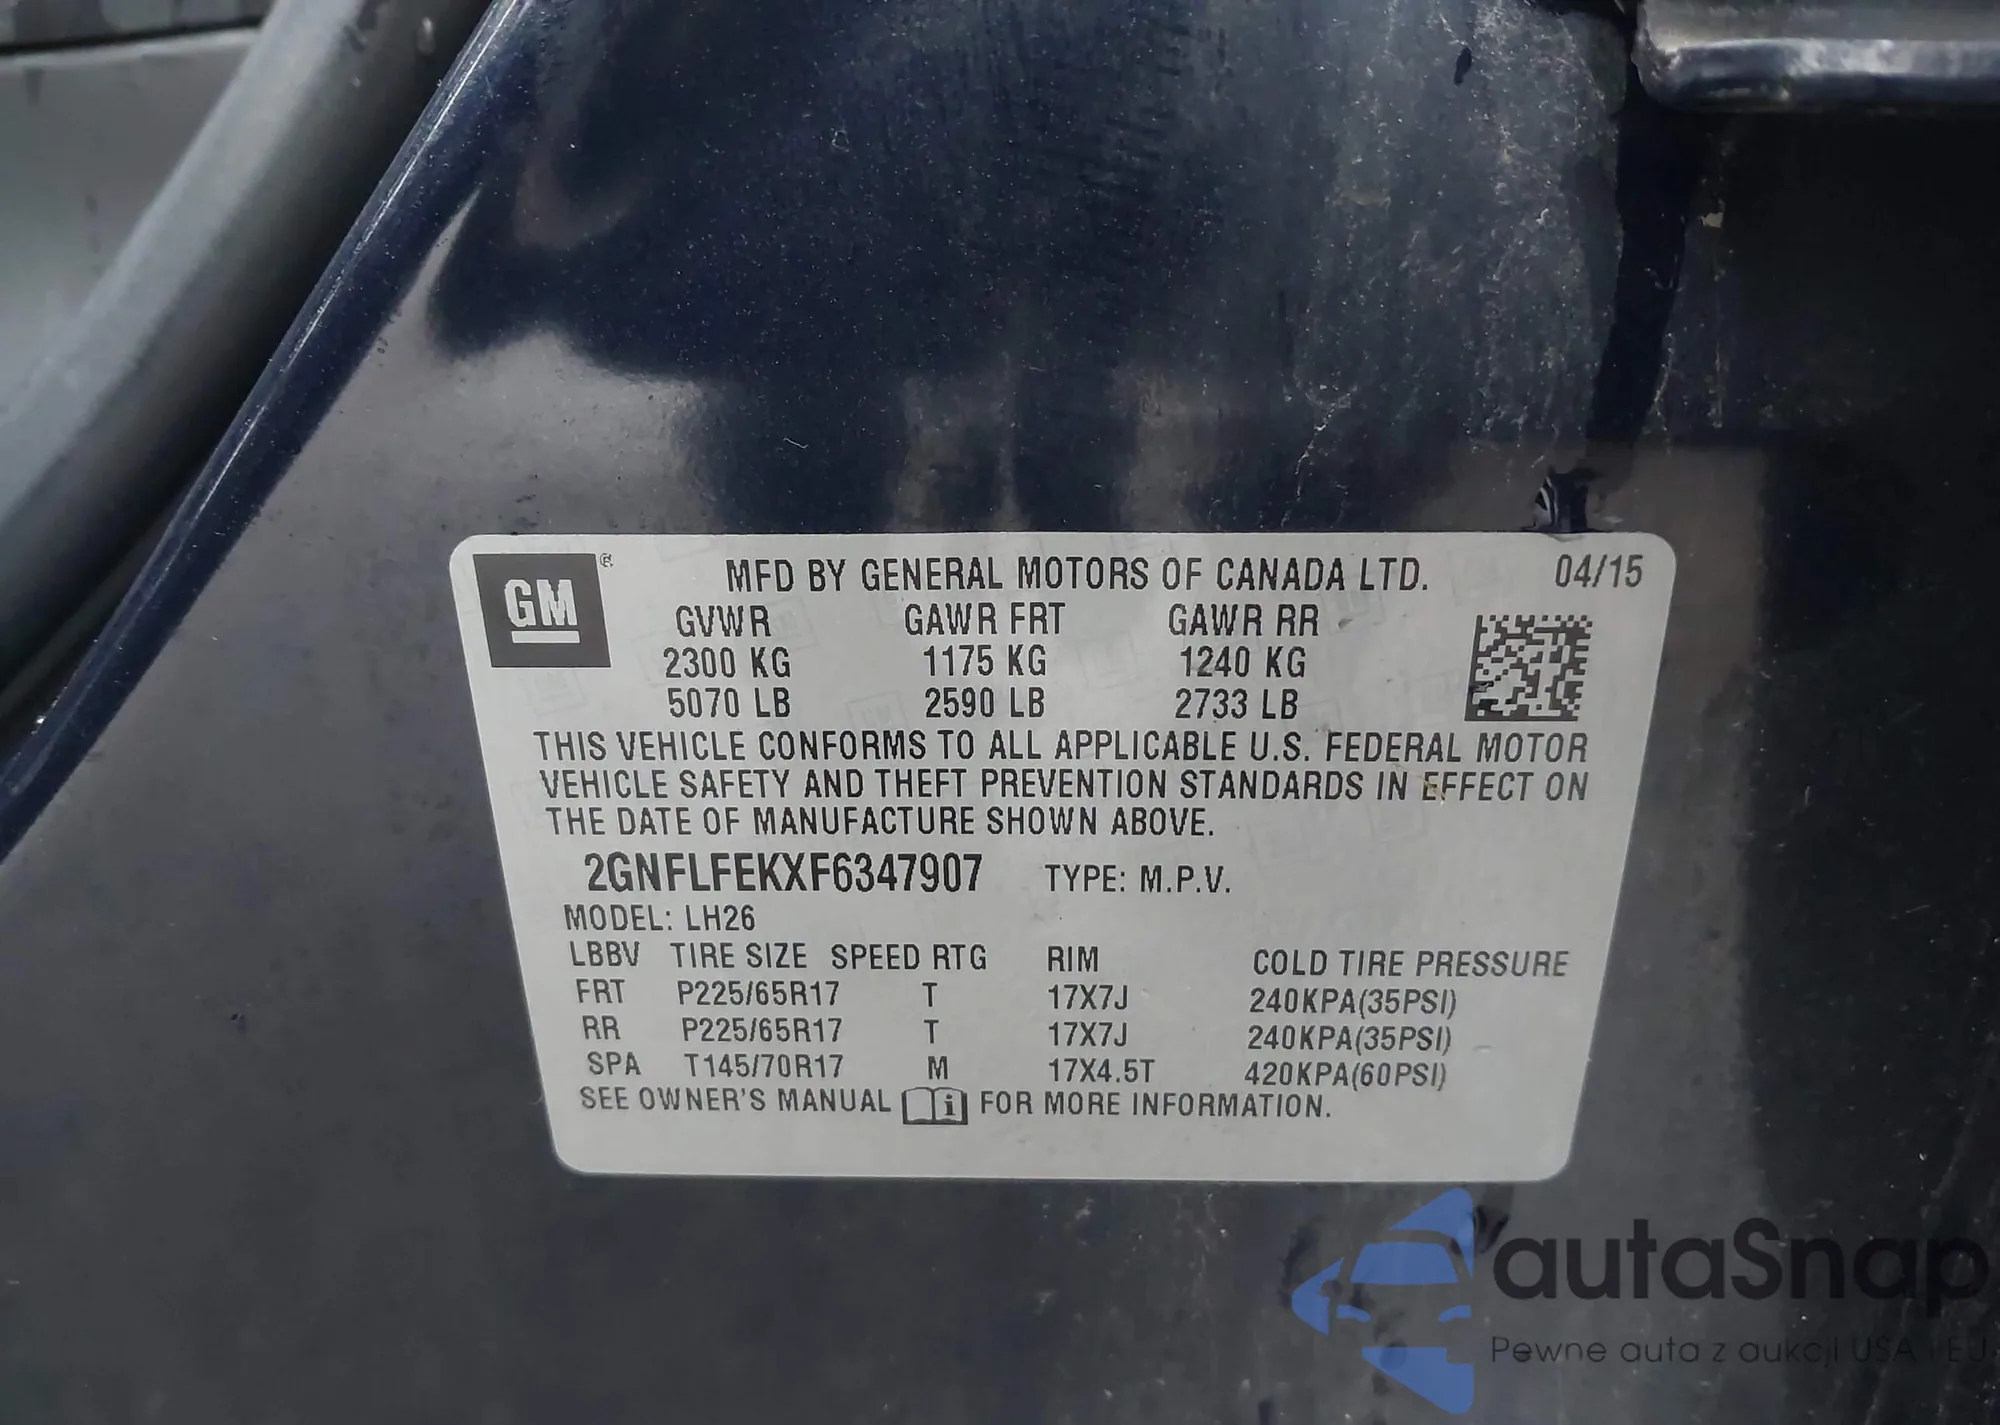 GM ®
MFD BY GENERAL MOTORS OF CANADA LTD. 04/15
GVWR GAWR FRT GAWR RR
2300 KG 1175 KG 1240 KG
5070 LB 2590 LB 2733 LB
THIS VEHICLE CONFORMS TO ALL APPLICABLE U.S. FEDERAL MOTOR
VEHICLE SAFETY AND THEFT PREVENTION STANDARDS IN EFFECT ON
THE DATE OF MANUFACTURE SHOWN ABOVE.
2GNFLFEKXF6347907 TYPE: M.P.V.
MODEL: LH26
LBBV TIRE SIZE SPEED RTG RIM COLD TIRE PRESSURE
FRT P225/65R17 T 17X7J 240KPA(35PSI)
RR P225/65R17 T 17X7J 240KPA(35PSI)
SPA T145/70R17 M 17X4.5T 420KPA(60PSI)
SEE OWNER'S MANUAL i FOR MORE INFORMATION.
autaSnap
Pewne auta z aukcji USA i EU